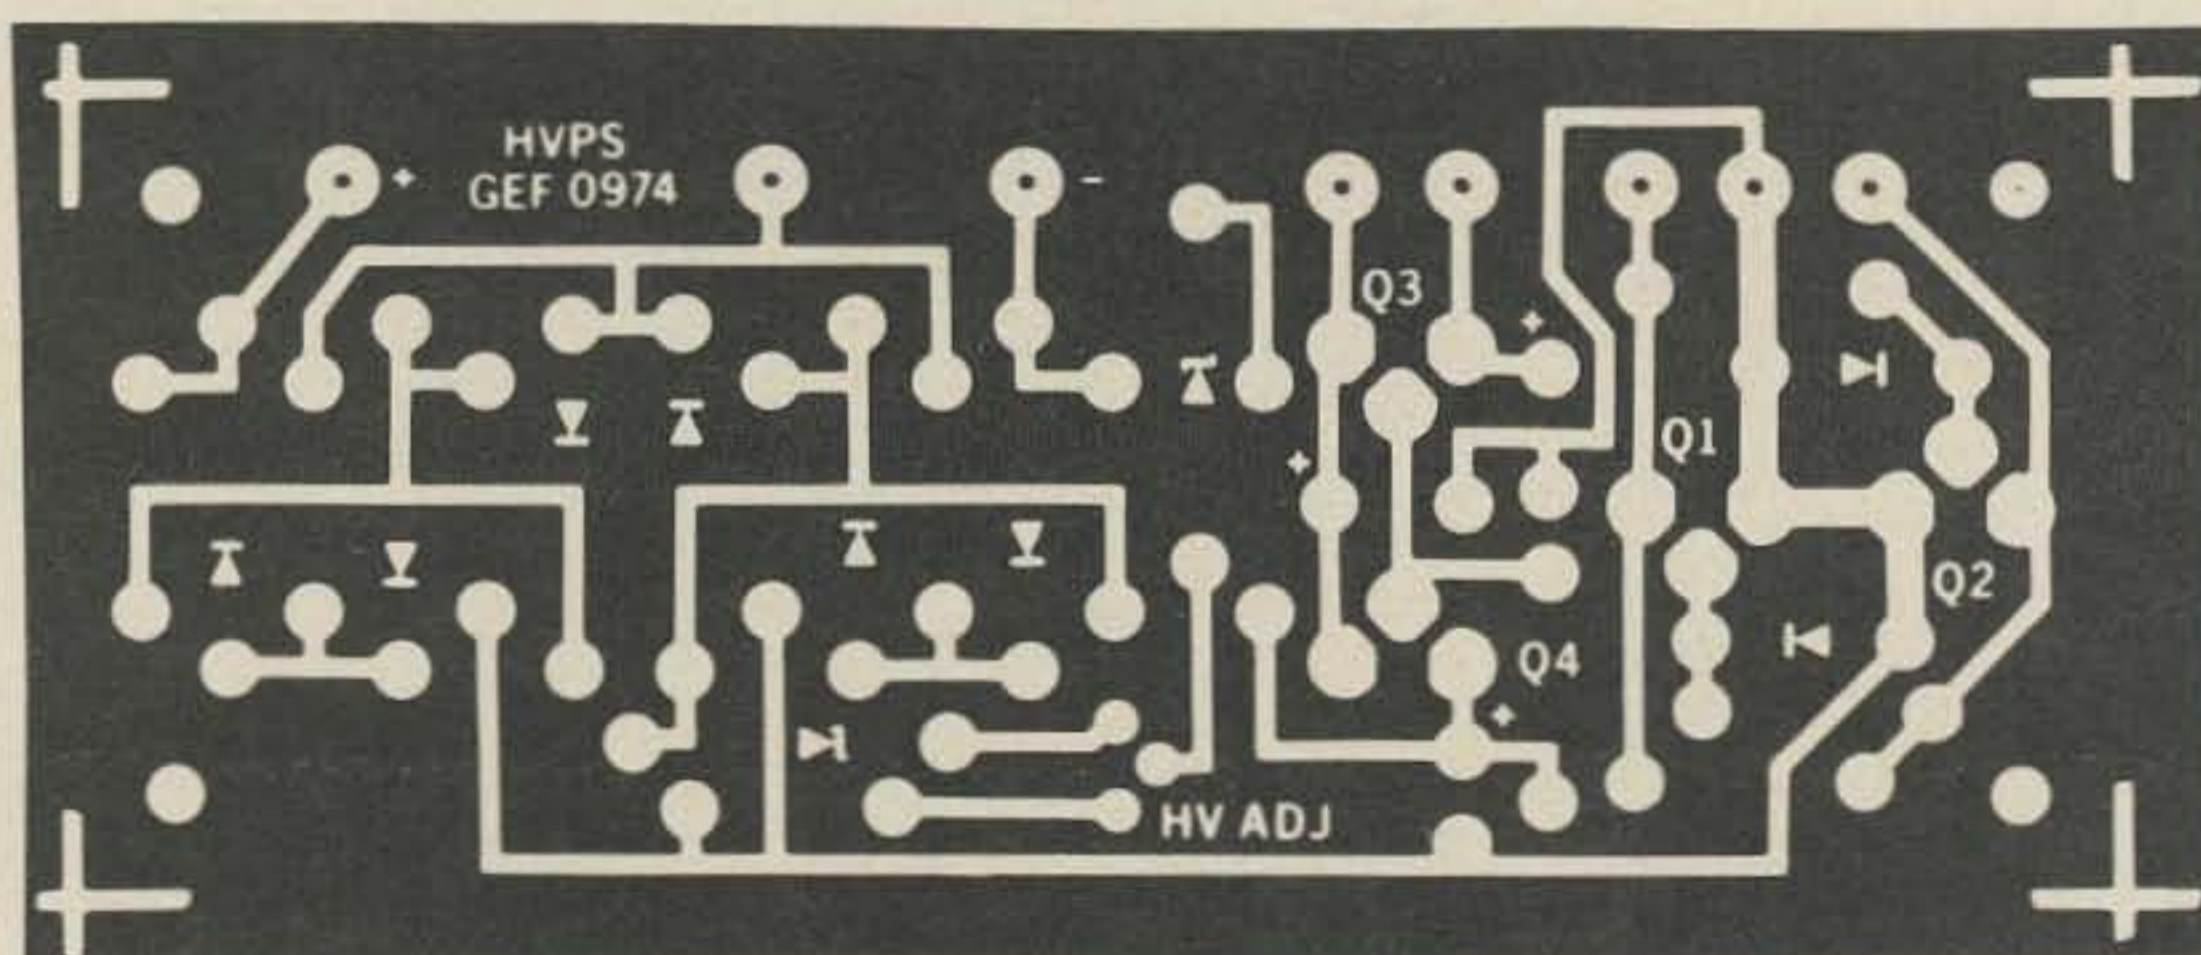 HVPS
GEF 0974
+
-
Q3
+
Q1
+
Q2
Q4
+
HV ADJ